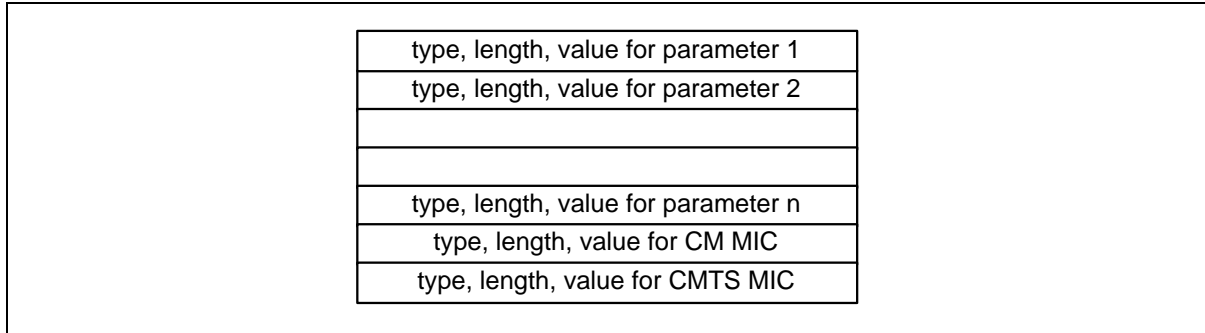 type, length, value for parameter 1
type, length, value for parameter 2
type, length, value for parameter n
type, length, value for CM MIC
type, length, value for CMTS MIC